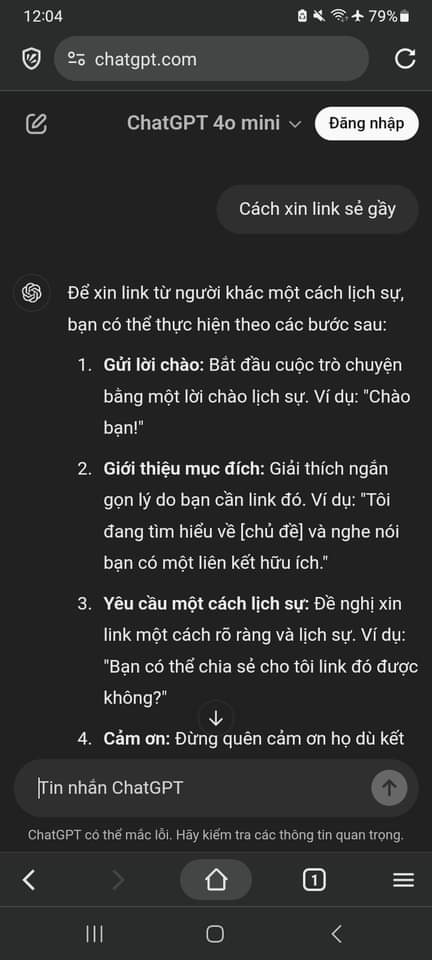 12:04
79%
chatgpt.com
ChatGPT 4o mini
Đăng nhập
Cách xin link sẻ gầy
Để xin link từ người khác một cách lịch sự,
bạn có thể thực hiện theo các bước sau:
1. Gửi lời chào: Bắt đầu cuộc trò chuyện
bằng một lời chào lịch sự. Ví dụ: "Chào
bạn!"
2. Giới thiệu mục đích: Giải thích ngắn
gọn lý do bạn cần link đó. Ví dụ: "Tôi
đang tìm hiểu về [chủ đề] và nghe nói
bạn có một liên kết hữu ích."
3. Yêu cầu một cách lịch sự: Đề nghị xin
link một cách rõ ràng và lịch sự. Ví dụ:
"Bạn có thể chia sẻ cho tôi link đó được
không?"
4. Cảm ơn: Đừng quên cảm ơn họ dù kết
Tin nhắn ChatGPT
ChatGPT có thể mắc lỗi. Hãy kiểm tra các thông tin quan trọng.
1